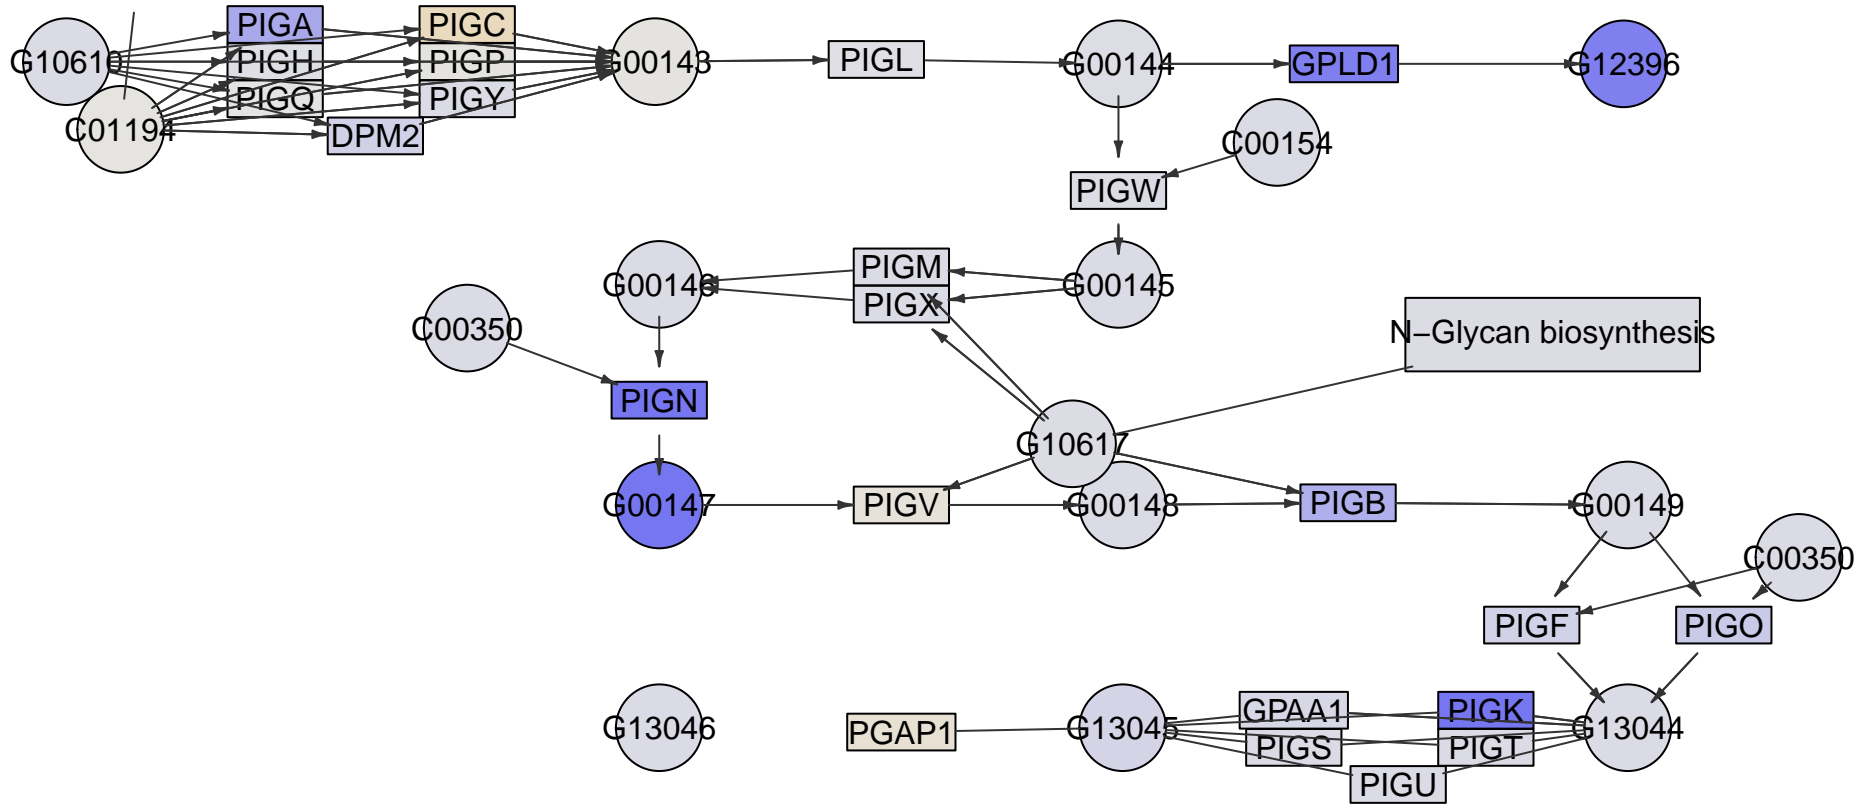 PIGA
PIGC
G1061
PIGH
PIGP
G00143
PIGL
G00144
GPLD1
G12396
PIGQ
PIGY
C01194
DPM2
C00154
PIGW
PIGM
G00146
G00145
PIGX
C00350
N−Glycan biosynthesis
PIGN
G10617
G00147
PIGV
G00148
PIGB
G00149
C00350
PIGF
PIGO
GPAA1
PIGK
G13046
PGAP1
G13045
G13044
PIGS
PIGT
PIGU